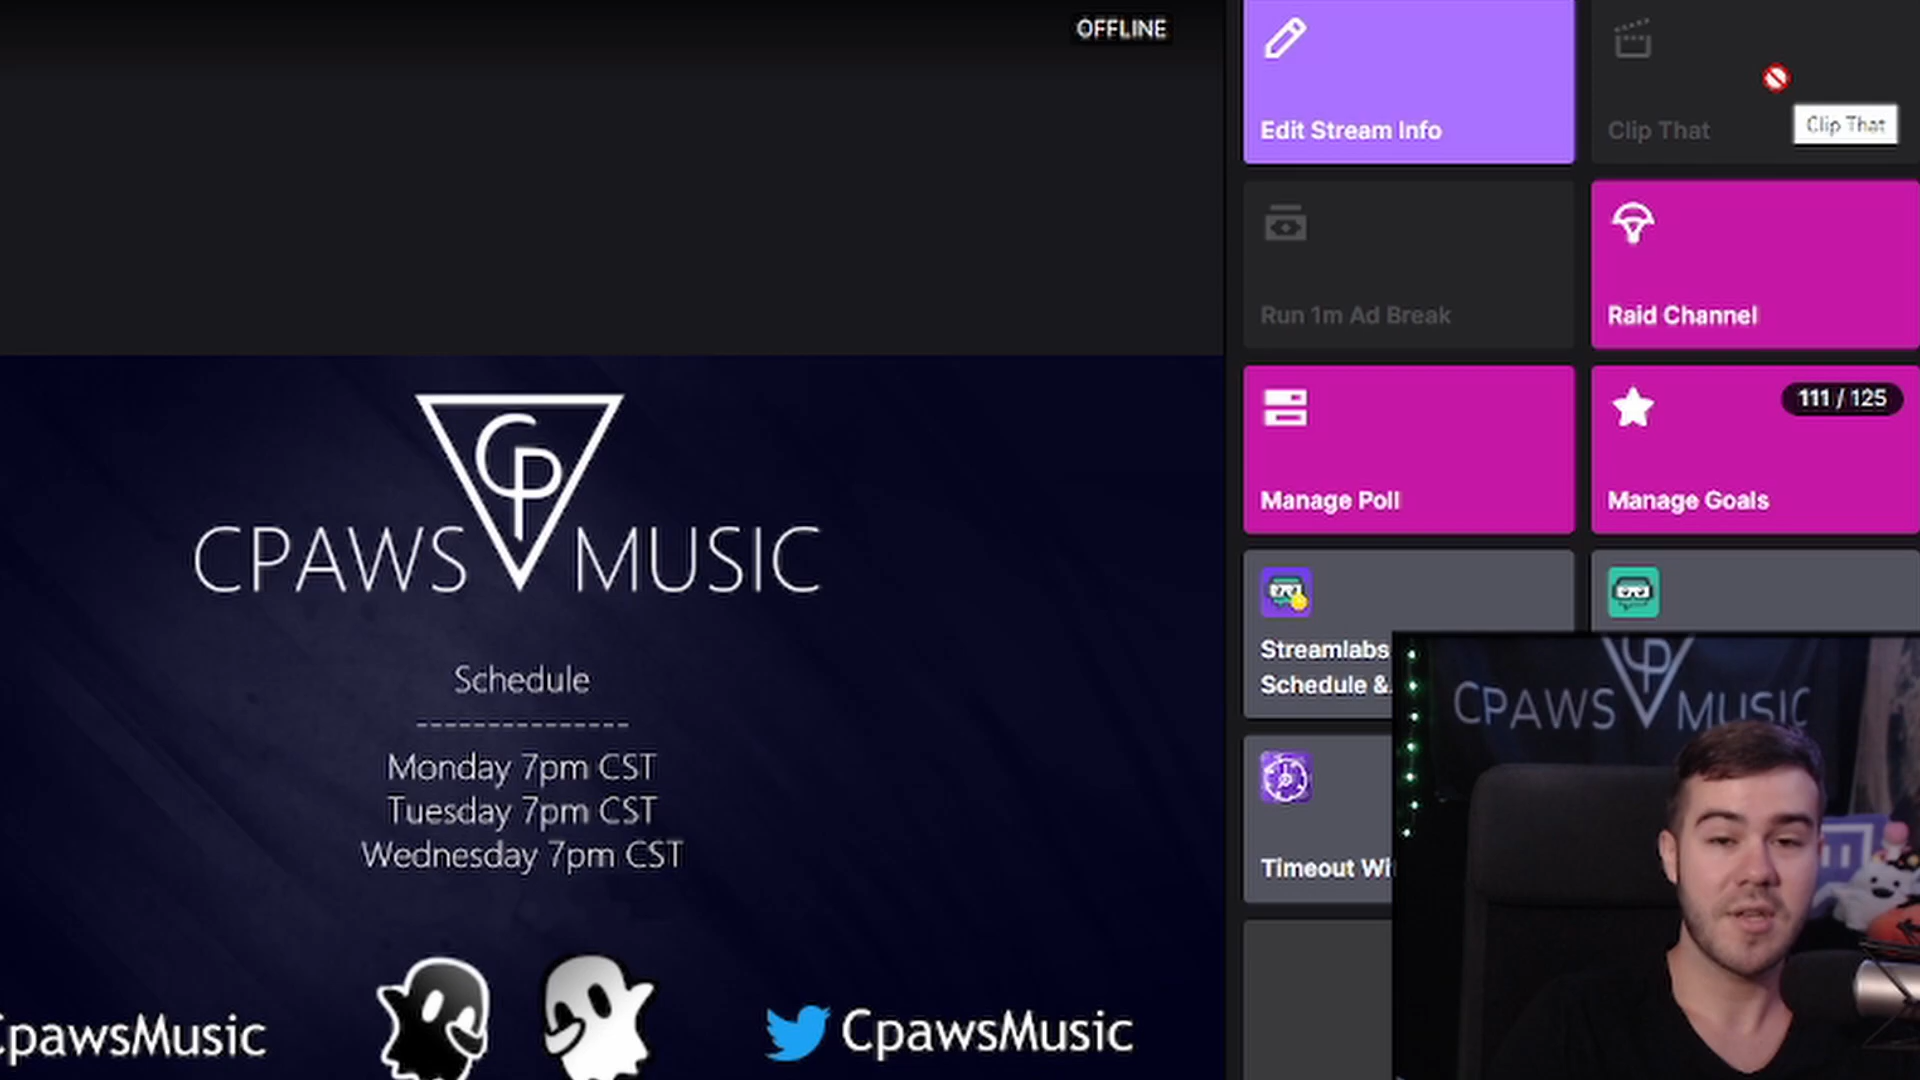 OFFLINE
Edit Stream Info
Clip That
Clip That
Run 1m Ad Break
Raid Channel
Manage Poll
111 / 125
Manage Goals
CP
CPAWS MUSIC
Schedule
---------------
Monday 7pm CST
Tuesday 7pm CST
Wednesday 7pm CST
CpawsMusic
CpawsMusic
Streamlabs
Schedule &
Timeout Wi
CP
CPAWS MUSIC